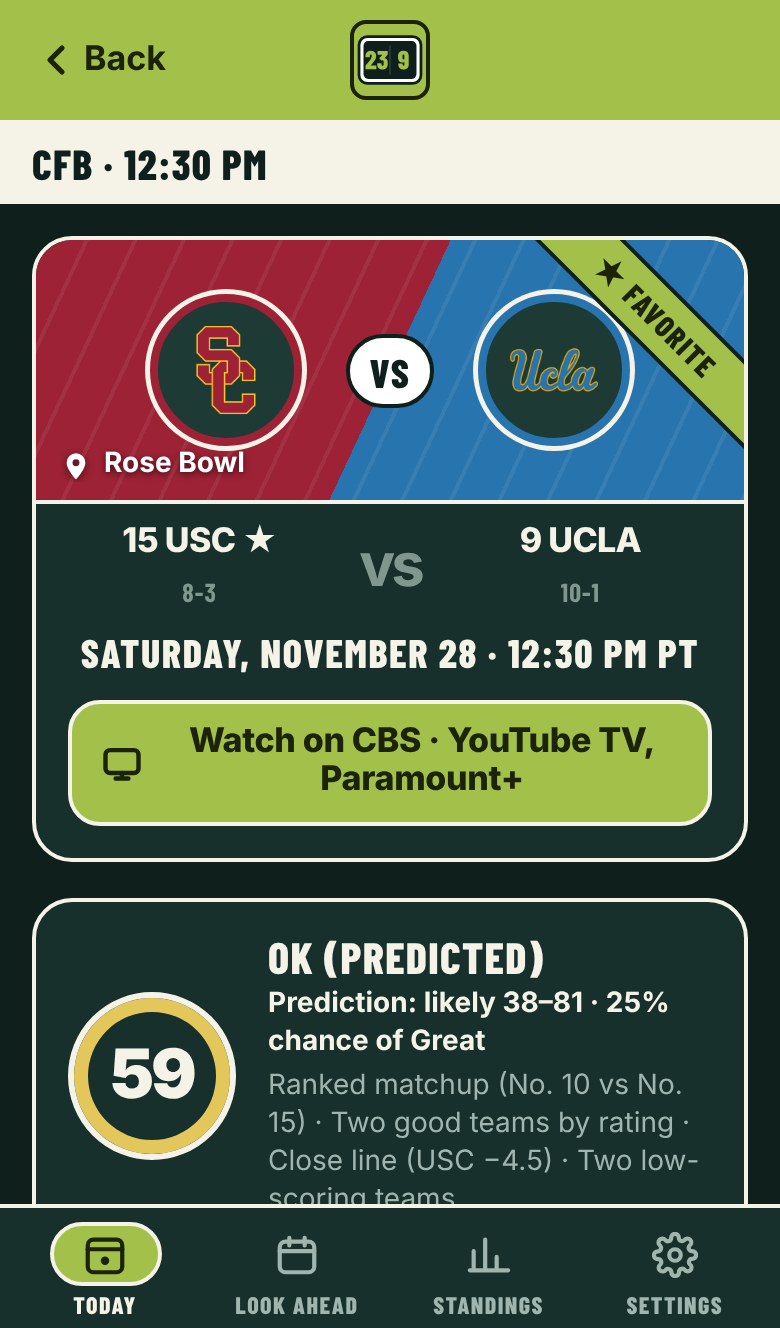 Back
23 9
CFB · 12:30 PM
★ FAVORITE
SC
VS
Ucla
Rose Bowl
15 USC ★
VS
9 UCLA
8-3
10-1
SATURDAY, NOVEMBER 28 · 12:30 PM PT
Watch on CBS · YouTube TV,
Paramount+
OK (PREDICTED)
Prediction: likely 38–81 · 25%
chance of Great
59
Ranked matchup (No. 10 vs No.
15) · Two good teams by rating ·
Close line (USC −4.5) · Two low-
scoring teams
TODAY
LOOK AHEAD
STANDINGS
SETTINGS